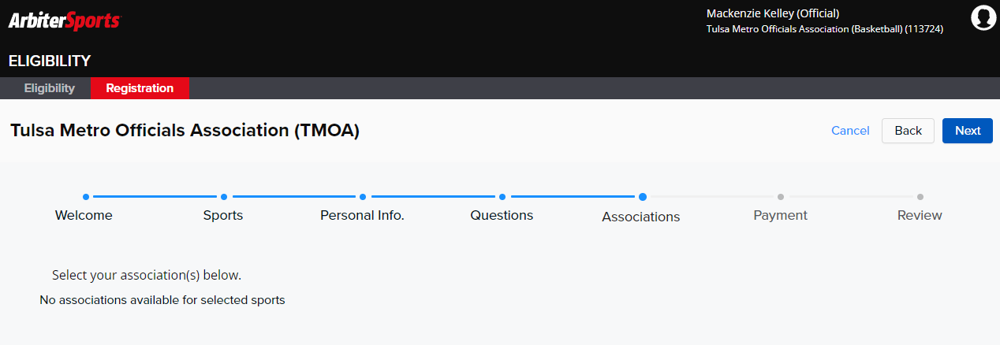 ArbiterSports
Mackenzie Kelley (Official)
Tulsa Metro Officials Association (Basketball) (113724)
ELIGIBILITY
Eligibility Registration
Tulsa Metro Officials Association (TMOA)
Cancel Back Next
Welcome Sports Personal Info. Questions Associations Payment Review
Select your association(s) below.
No associations available for selected sports